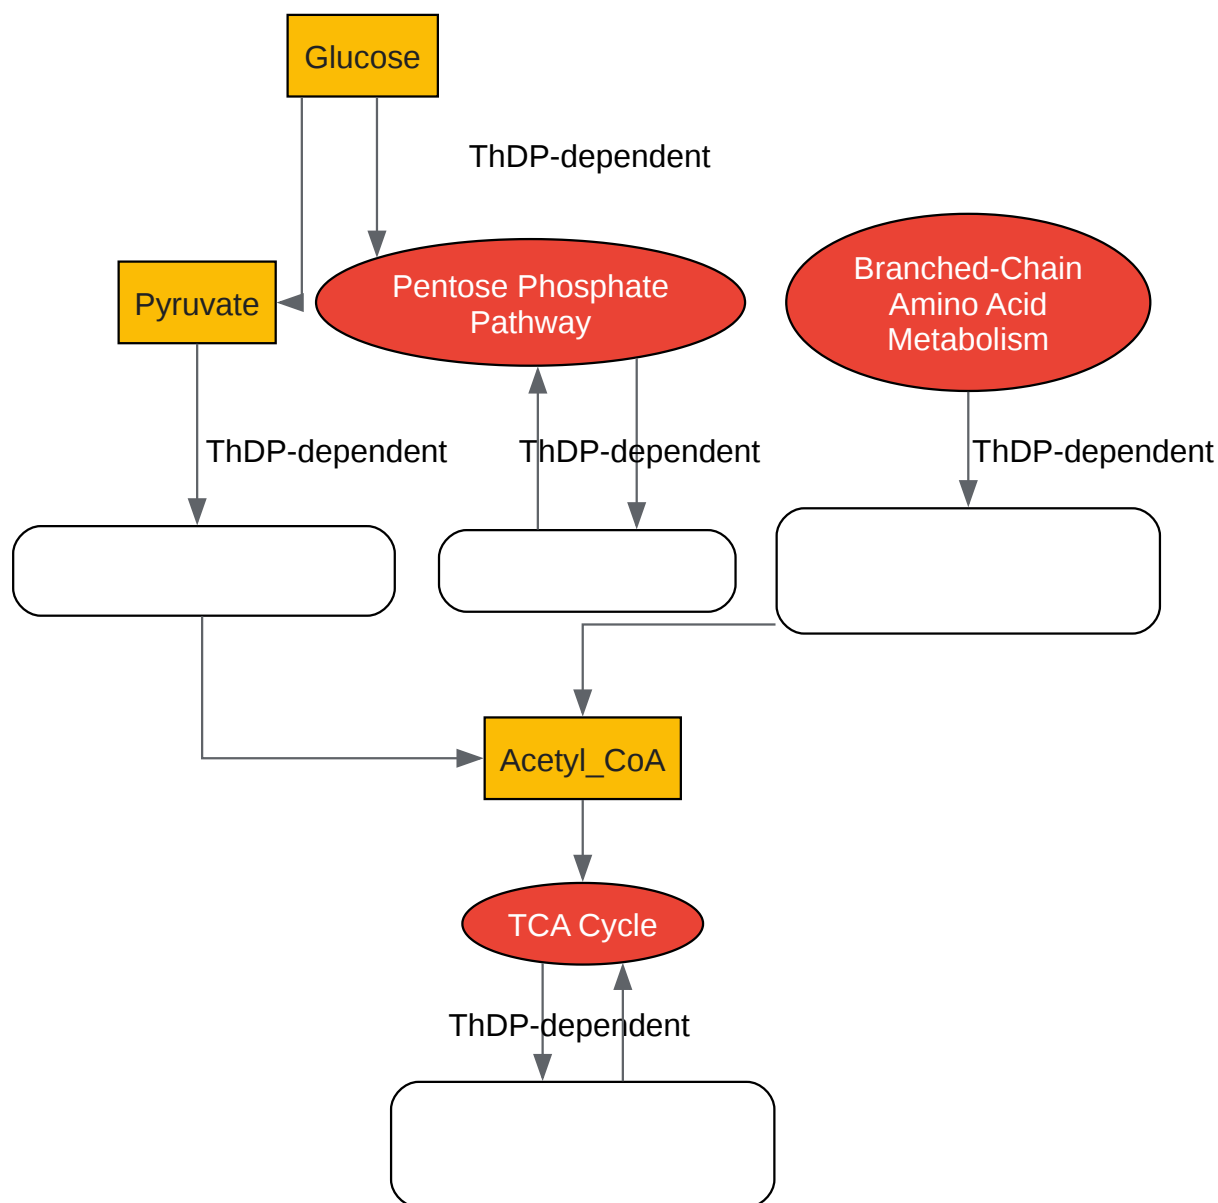 Glucose
ThDP-dependent
Pyruvate
Pentose Phosphate
Pathway
Branched-Chain
Amino Acid
Metabolism
ThDP-dependent
ThDP-dependent
ThDP-dependent
Acetyl_CoA
TCA Cycle
ThDP-dependent